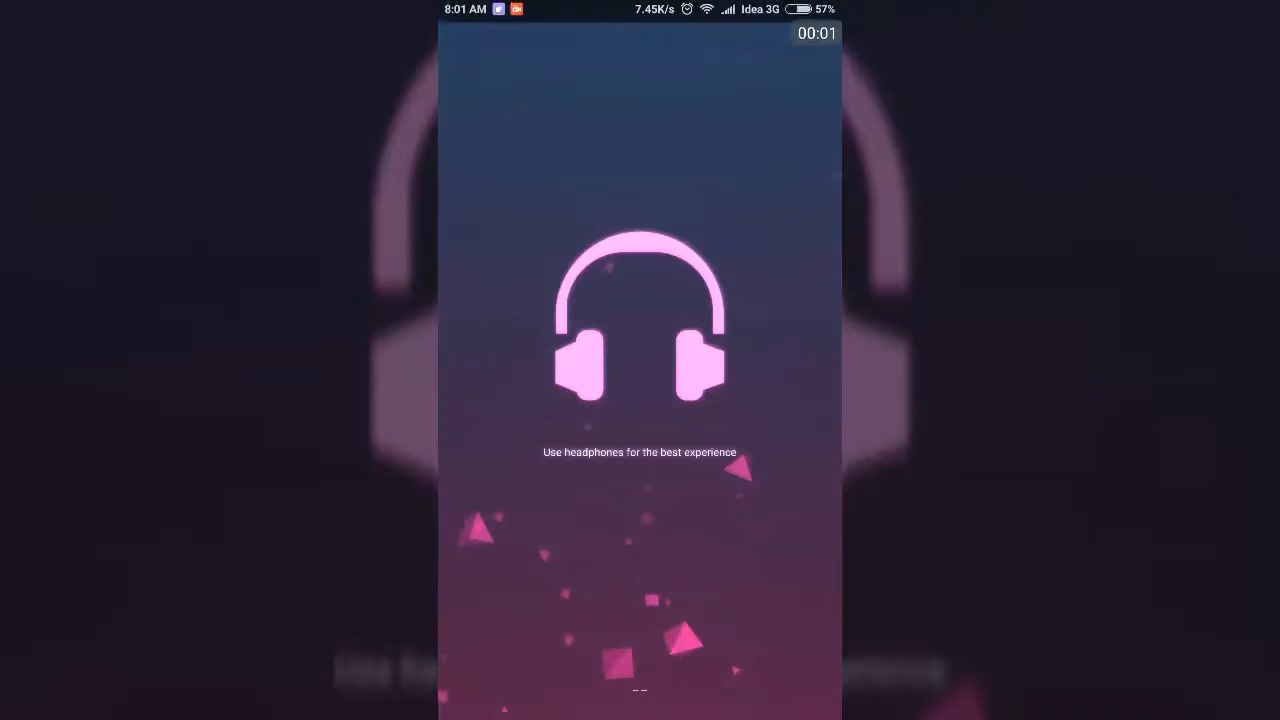 8:01 AM 7.45K/s Idea 3G 57%
00:01
Use headphones for the best experience